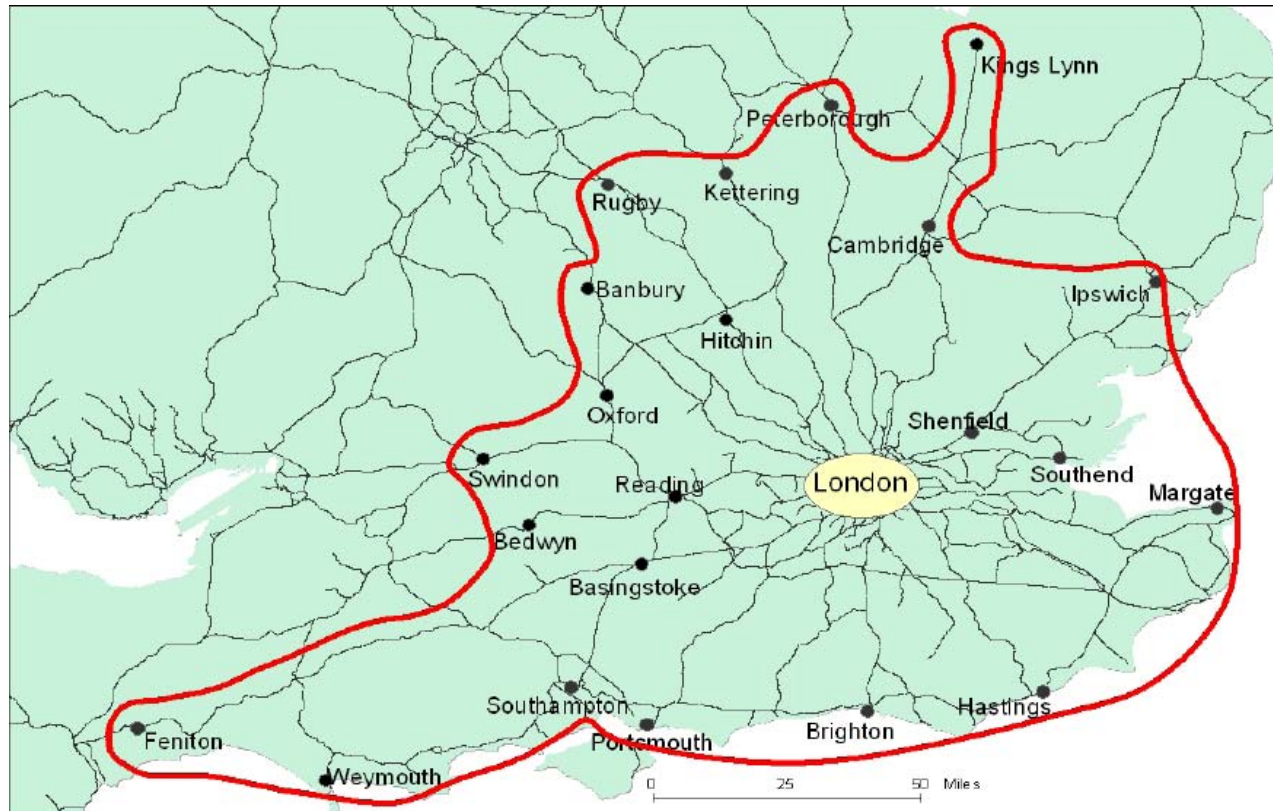 Kings Lynn
Peterborough
Kettering
Rugby
Cambridge
Ipswich
Banbury
Hitchin
Oxford
Shenfield
Southend
Swindon
Reading
London
Margate
Bedwyn
Basingstoke
Southampton
Hastings
Feniton
Portsmouth
Brighton
Weymouth
0 25 50 Miles